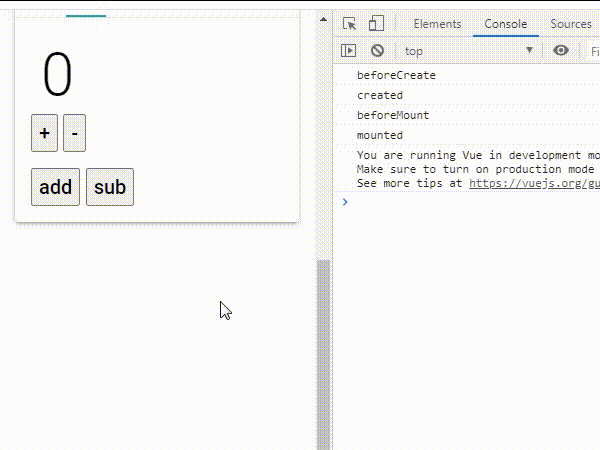 0
+ -
add sub
Elements Console Sources
top Fi
beforeCreate
created
beforeMount
mounted
You are running Vue in development mo
Make sure to turn on production mode
See more tips at https://vuejs.org/gu